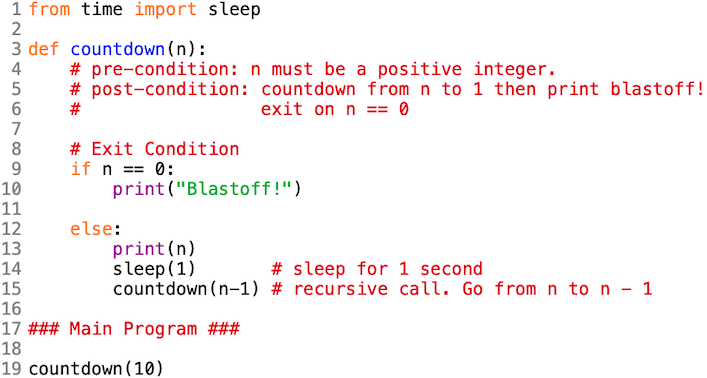 1 from time import sleep
2
3 def countdown(n):
4     # pre-condition: n must be a positive integer.
5     # post-condition: countdown from n to 1 then print blastoff!
6     #                 exit on n == 0
7
8     # Exit Condition
9     if n == 0:
10         print("Blastoff!")
11
12     else:
13         print(n)
14         sleep(1)       # sleep for 1 second
15         countdown(n-1) # recursive call. Go from n to n - 1
16
17 ### Main Program ###
18
19 countdown(10)